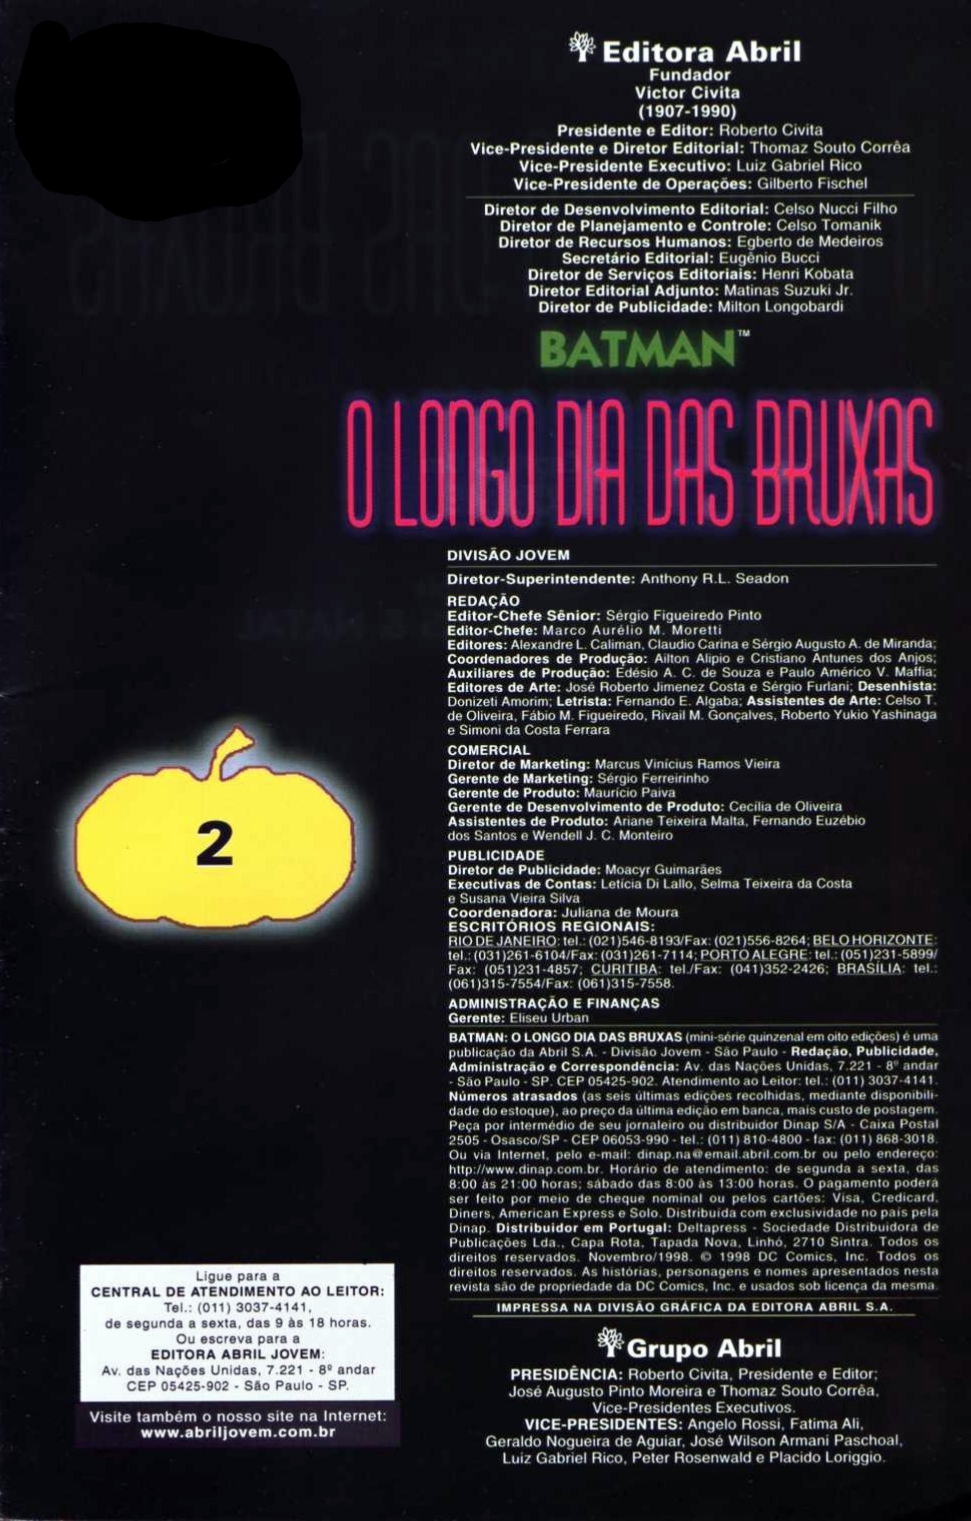 Editora Abril
Fundador
Victor Civita
(1907-1990)
Presidente e Editor: Roberto Civita
Vice-Presidente e Diretor Editorial: Thomaz Souto Corrêa
Vice-Presidente Executivo: Luiz Gabriel Rico
Vice-Presidente de Operações: Gilberto Fischel
Diretor de Desenvolvimento Editorial: Celso Nucci Filho
Diretor de Planejamento e Controle: Celso Tomanik
Diretor de Recursos Humanos: Egberto de Medeiros
Secretário Editorial: Eugênio Bucci
Diretor de Serviços Editoriais: Henri Kobata
Diretor Editorial Adjunto: Matinas Suzuki Jr.
Diretor de Publicidade: Milton Longobardi
BATMAN™
O LONGO DIA DAS BRUXAS
DIVISÃO JOVEM
Diretor-Superintendente: Anthony R.L. Seadon
REDAÇÃO
Editor-Chefe Sênior: Sérgio Figueiredo Pinto
Editor-Chefe: Marco Aurélio M. Moretti
Editores: Alexandre L. Caliman, Claudio Carina e Sérgio Augusto A. de Miranda;
Coordenadores de Produção: Ailton Alipio e Cristiano Antunes dos Anjos;
Auxiliares de Produção: Edésio A. C. de Souza e Paulo Américo V. Maffia;
Editores de Arte: José Roberto Jimenez Costa e Sérgio Furlani; Desenhista:
Donizeti Amorim; Letrista: Fernando E. Algaba; Assistentes de Arte: Celso T.
de Oliveira, Fábio M. Figueiredo, Rivail M. Gonçalves, Roberto Yukio Yashinaga
e Simoni da Costa Ferrara
COMERCIAL
Diretor de Marketing: Marcus Vinícius Ramos Vieira
Gerente de Marketing: Sérgio Ferreirinho
Gerente de Produto: Maurício Paiva
Gerente de Desenvolvimento de Produto: Cecília de Oliveira
Assistentes de Produto: Ariane Teixeira Malta, Fernando Euzébio
dos Santos e Wendell J. C. Monteiro
PUBLICIDADE
Diretor de Publicidade: Moacyr Guimarães
Executivas de Contas: Letícia Di Lallo, Selma Teixeira da Costa
e Susana Vieira Silva
Coordenadora: Juliana de Moura
ESCRITÓRIOS REGIONAIS:
RIO DE JANEIRO: tel.: (021)546-8193/Fax: (021)556-8264; BELO HORIZONTE:
tel.: (031)261-6104/Fax: (031)261-7114; PORTO ALEGRE: tel.: (051)231-5899/
Fax: (051)231-4857; CURITIBA: tel./Fax: (041)352-2426; BRASÍLIA: tel.:
(061)315-7554/Fax: (061)315-7558.
ADMINISTRAÇÃO E FINANÇAS
Gerente: Eliseu Urban
BATMAN: O LONGO DIA DAS BRUXAS (mini-série quinzenal em oito edições) é uma
publicação da Abril S.A. - Divisão Jovem - São Paulo - Redação, Publicidade,
Administração e Correspondência: Av. das Nações Unidas, 7.221 - 8º andar
- São Paulo - SP. CEP 05425-902. Atendimento ao Leitor: tel.: (011) 3037-4141.
Números atrasados (as seis últimas edições recolhidas, mediante disponibili-
dade do estoque), ao preço da última edição em banca, mais custo de postagem.
Peça por intermédio de seu jornaleiro ou distribuidor Dinap S/A - Caixa Postal
2505 - Osasco/SP - CEP 06053-990 - tel.: (011) 810-4800 - fax: (011) 868-3018.
Ou via Internet, pelo e-mail: dinap.na@email.abril.com.br ou pelo endereço:
http://www.dinap.com.br. Horário de atendimento: de segunda a sexta, das
8:00 às 21:00 horas; sábado das 8:00 às 13:00 horas. O pagamento poderá
ser feito por meio de cheque nominal ou pelos cartões: Visa, Credicard,
Diners, American Express e Solo. Distribuída com exclusividade no país pela
Dinap. Distribuidor em Portugal: Deltapress - Sociedade Distribuidora de
Publicações Lda., Capa Rota, Tapada Nova, Linhó, 2710 Sintra. Todos os
direitos reservados. Novembro/1998. © 1998 DC Comics, Inc. Todos os
direitos reservados. As histórias, personagens e nomes apresentados nesta
revista são de propriedade da DC Comics, Inc. e usados sob licença da mesma.
IMPRESSA NA DIVISÃO GRÁFICA DA EDITORA ABRIL S.A.
Grupo Abril
PRESIDÊNCIA: Roberto Civita, Presidente e Editor;
José Augusto Pinto Moreira e Thomaz Souto Corrêa,
Vice-Presidentes Executivos.
VICE-PRESIDENTES: Angelo Rossi, Fatima Ali,
Geraldo Nogueira de Aguiar, José Wilson Armani Paschoal,
Luiz Gabriel Rico, Peter Rosenwald e Placido Loriggio.
2
Ligue para a
CENTRAL DE ATENDIMENTO AO LEITOR:
Tel.: (011) 3037-4141,
de segunda a sexta, das 9 às 18 horas.
Ou escreva para a
EDITORA ABRIL JOVEM:
Av. das Nações Unidas, 7.221 - 8º andar
CEP 05425-902 - São Paulo - SP.
Visite também o nosso site na Internet:
www.abriljovem.com.br